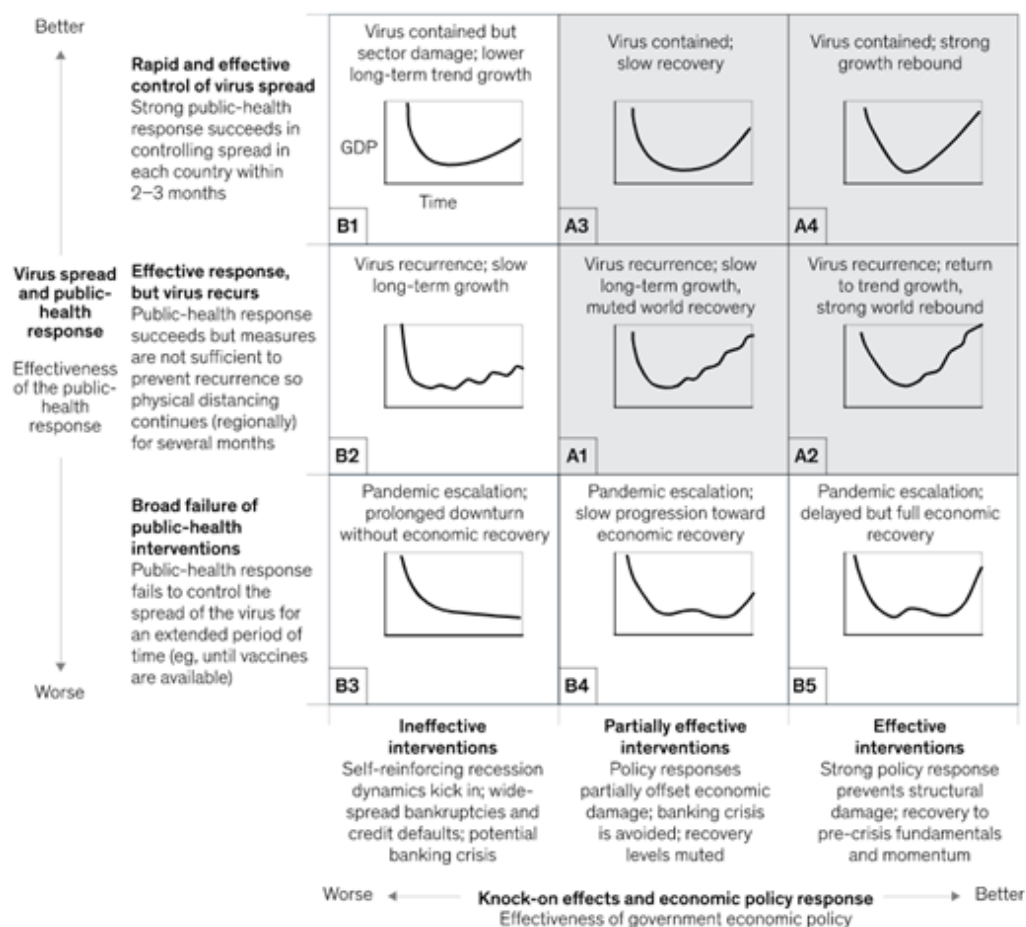 Better
Rapid and effective
control of virus spread
Strong public-health
response succeeds in
controlling spread in
each country within
2–3 months
Virus contained but
sector damage; lower
long-term trend growth
GDP
Time
B1
Virus contained;
slow recovery
A3
Virus contained; strong
growth rebound
A4
Virus spread
and public-
health
response
Effectiveness
of the public-
health
response
Effective response,
but virus recurs
Public-health response
succeeds but measures
are not sufficient to
prevent recurrence so
physical distancing
continues (regionally)
for several months
Virus recurrence; slow
long-term growth
B2
Virus recurrence; slow
long-term growth,
muted world recovery
A1
Virus recurrence; return
to trend growth,
strong world rebound
A2
Broad failure of
public-health
interventions
Public-health response
fails to control the
spread of the virus for
an extended period of
time (eg, until vaccines
are available)
Worse
Pandemic escalation;
prolonged downturn
without economic recovery
B3
Pandemic escalation;
slow progression toward
economic recovery
B4
Pandemic escalation;
delayed but full economic
recovery
B5
Ineffective
interventions
Self-reinforcing recession
dynamics kick in; wide-
spread bankruptcies and
credit defaults; potential
banking crisis
Partially effective
interventions
Policy responses
partially offset economic
damage; banking crisis
is avoided; recovery
levels muted
Effective
interventions
Strong policy response
prevents structural
damage; recovery to
pre-crisis fundamentals
and momentum
Worse
Knock-on effects and economic policy response
Better
Effectiveness of government economic policy